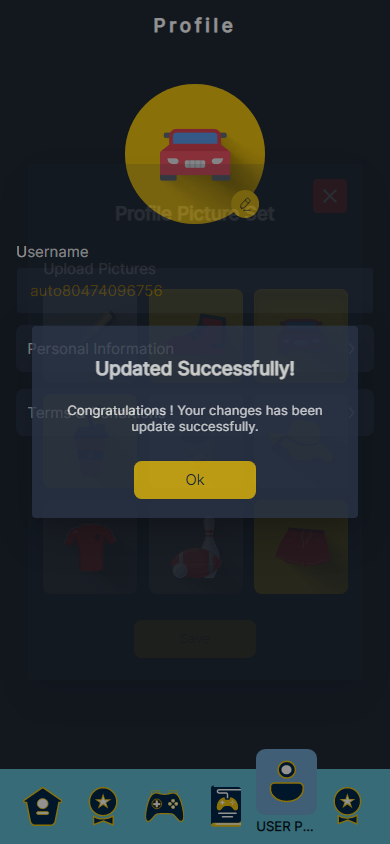 Profile
Profile Picture Set
Username
Upload Pictures
auto80474096756
Personal Information
Updated Successfully!
Congratulations ! Your changes has been
update successfully.
Terms
Ok
USER P...